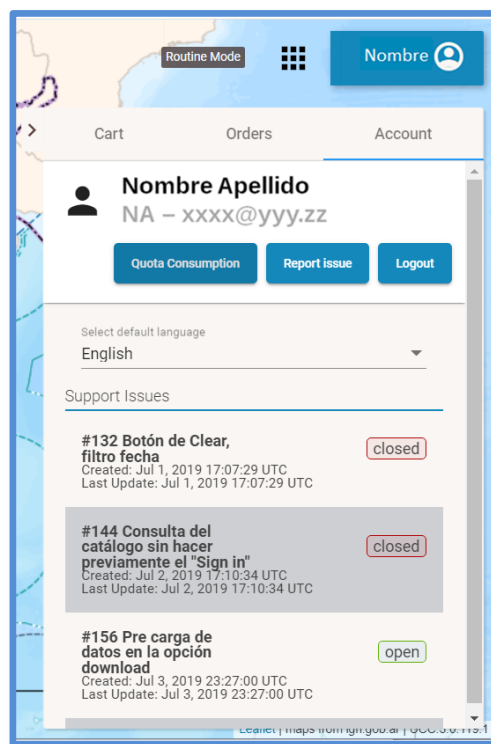 Routine Mode
Nombre
Cart Orders Account
Nombre Apellido
NA – xxxx@yyy.zz
Quota Consumption Report issue Logout
Select default language
English
Support Issues
#132 Botón de Clear,
filtro fecha
closed
Created: Jul 1, 2019 17:07:29 UTC
Last Update: Jul 1, 2019 17:07:29 UTC
#144 Consulta del
catálogo sin hacer
previamente el "Sign in"
closed
Created: Jul 2, 2019 17:10:34 UTC
Last Update: Jul 2, 2019 17:10:34 UTC
#156 Pre carga de
datos en la opción
download
open
Created: Jul 3, 2019 23:27:00 UTC
Last Update: Jul 3, 2019 23:27:00 UTC
Leaflet | maps from ign.gob.ar |